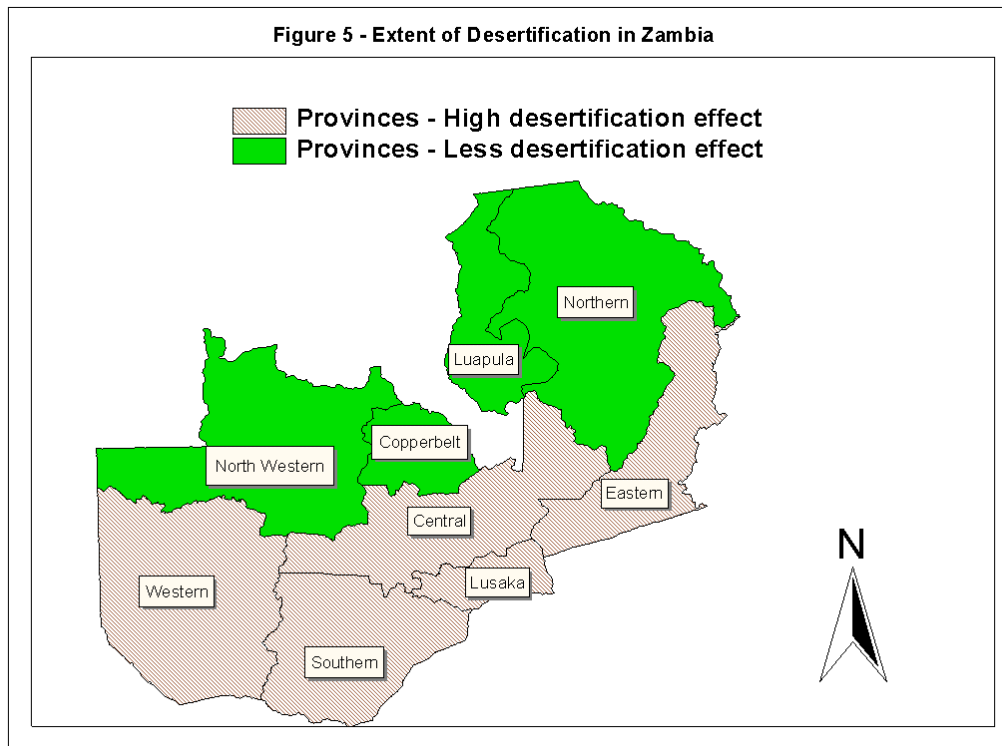 Figure 5 - Extent of Desertification in Zambia
Provinces - High desertification effect
Provinces - Less desertification effect
Northern
Luapula
Copperbelt
North Western
Eastern
Central
N
Lusaka
Western
Southern